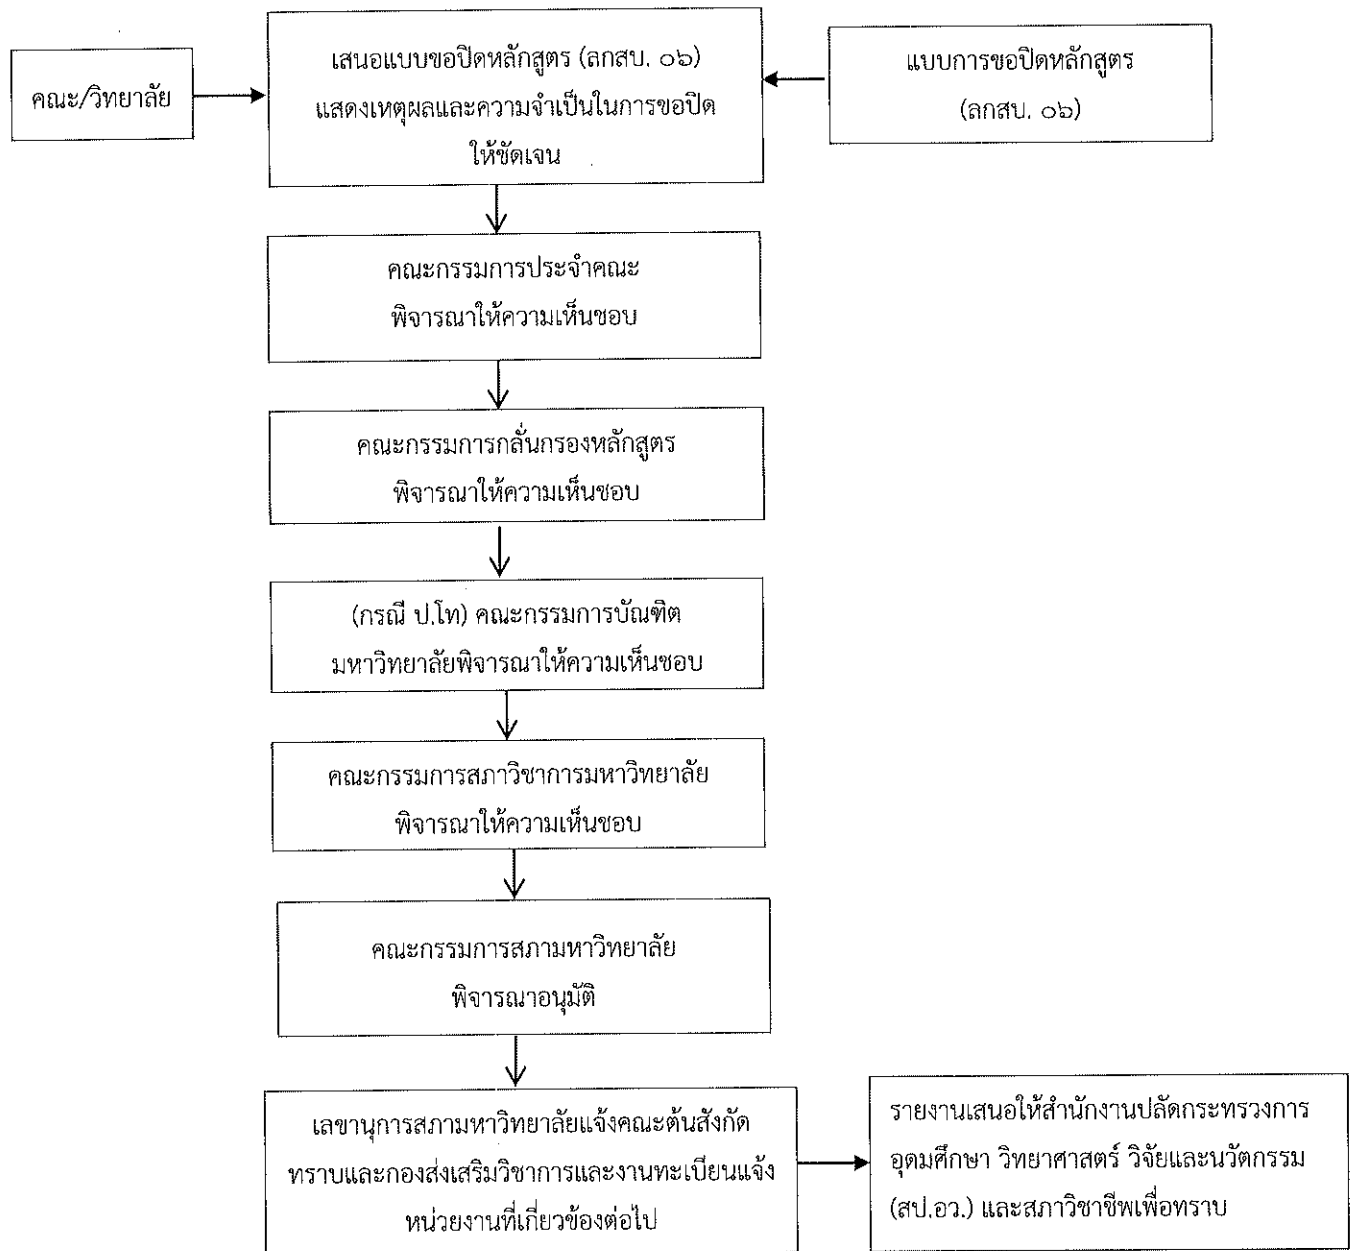 คณะ/วิทยาลัย
เสนอแบบขอปิดหลักสูตร (ลกสบ. ๐๖)
แสดงเหตุผลและความจำเป็นในการขอปิด
ให้ชัดเจน
แบบการขอปิดหลักสูตร
(ลกสบ. ๐๖)
คณะกรรมการประจำคณะ
พิจารณาให้ความเห็นชอบ
คณะกรรมการกลั่นกรองหลักสูตร
พิจารณาให้ความเห็นชอบ
(กรณี ป.โท) คณะกรรมการบัณฑิต
มหาวิทยาลัยพิจารณาให้ความเห็นชอบ
คณะกรรมการสภาวิชาการมหาวิทยาลัย
พิจารณาให้ความเห็นชอบ
คณะกรรมการสภามหาวิทยาลัย
พิจารณาอนุมัติ
เลขานุการสภามหาวิทยาลัยแจ้งคณะต้นสังกัด
ทราบและกองส่งเสริมวิชาการและงานทะเบียนแจ้ง
หน่วยงานที่เกี่ยวข้องต่อไป
รายงานเสนอให้สำนักงานปลัดกระทรวงการ
อุดมศึกษา วิทยาศาสตร์ วิจัยและนวัตกรรม
(สป.อว.) และสภาวิชาชีพเพื่อทราบ